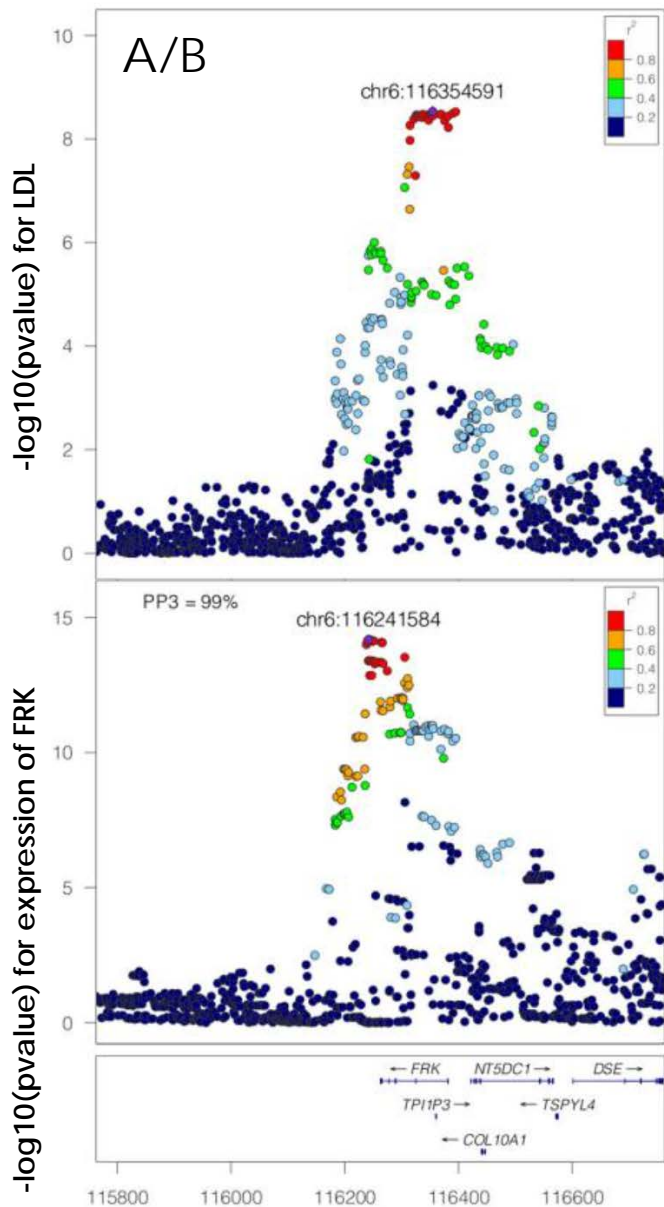 A/B
chr6:116354591
r²
0.8
0.6
0.4
0.2
10
8
6
4
2
0
-log10(pvalue) for LDL
PP3 = 99%
chr6:116241584
r²
0.8
0.6
0.4
0.2
15
10
5
0
-log10(pvalue) for expression of FRK
← FRK
NT5DC1 →
DSE →
TPI1P3 →
← TSPYL4
← COL10A1
115800 116000 116200 116400 116600